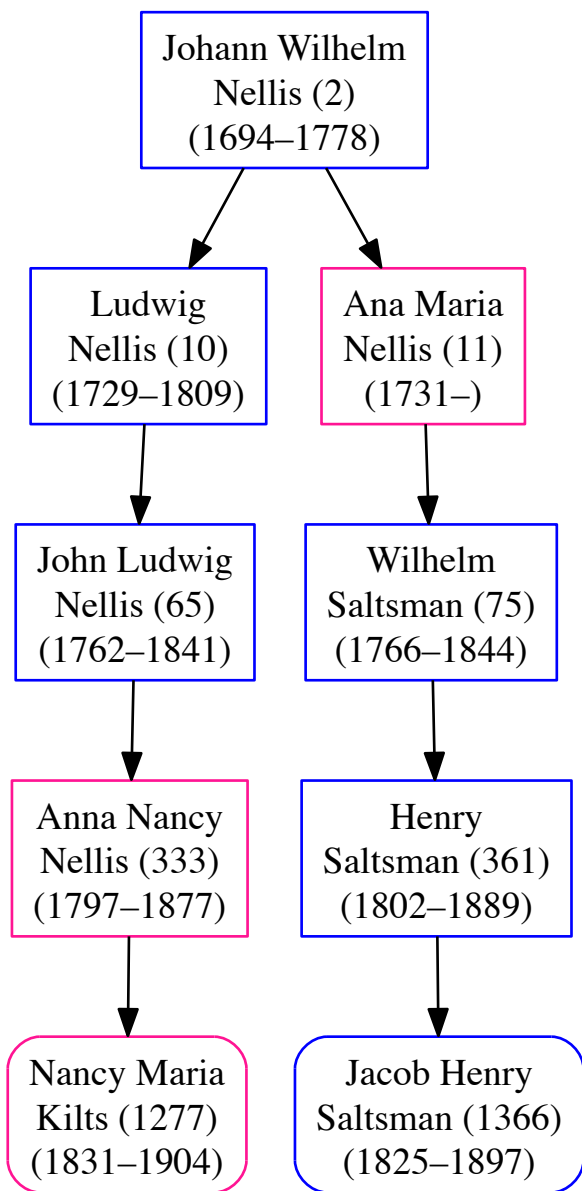 Johann Wilhelm
Nellis (2)
(1694–1778)
Ludwig
Nellis (10)
(1729–1809)
Ana Maria
Nellis (11)
(1731–)
John Ludwig
Nellis (65)
(1762–1841)
Wilhelm
Saltsman (75)
(1766–1844)
Anna Nancy
Nellis (333)
(1797–1877)
Henry
Saltsman (361)
(1802–1889)
Nancy Maria
Kilts (1277)
(1831–1904)
Jacob Henry
Saltsman (1366)
(1825–1897)